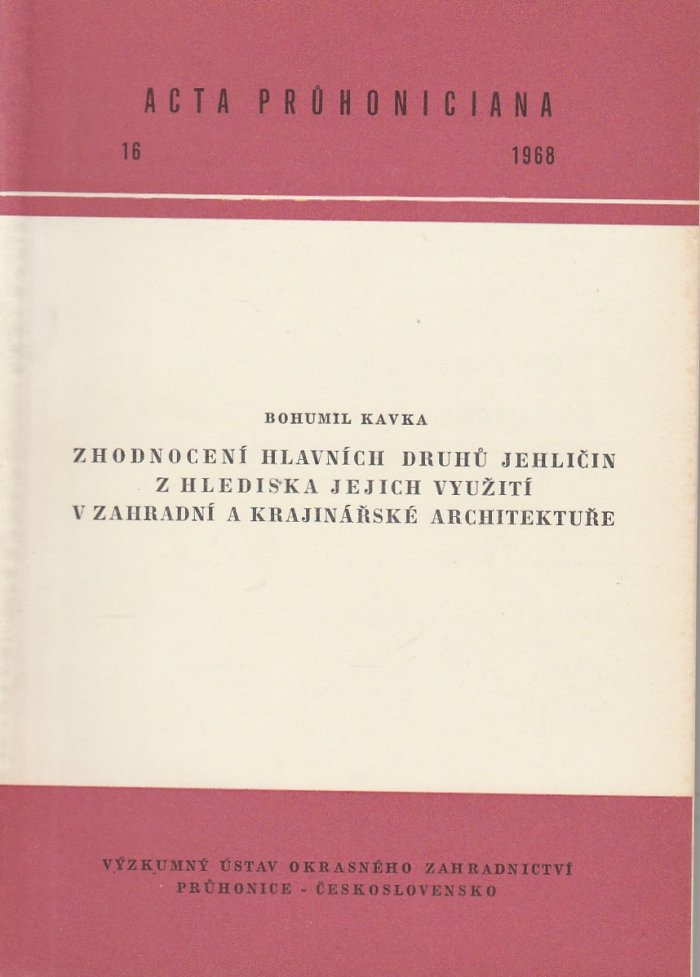 ACTA PRŮHONICIANA
16 1968
BOHUMIL KAVKA
ZHODNOCENÍ HLAVNÍCH DRUHŮ JEHLIČIN
Z HLEDISKA JEJICH VYUŽITÍ
V ZAHRADNÍ A KRAJINÁŘSKÉ ARCHITEKTUŘE
VÝZKUMNÝ ÚSTAV OKRASNÉHO ZAHRADNICTVÍ
PRŮHONICE - ČESKOSLOVENSKO